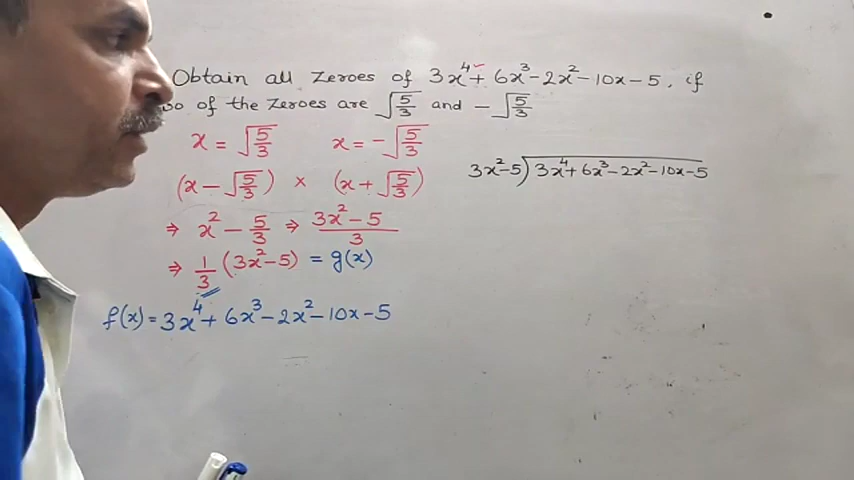 Obtain all zeroes of 3x⁴ + 6x³ - 2x² - 10x - 5, if
of the zeroes are √(5/3) and -√(5/3)
x = √(5/3) x = -√(5/3)
(x - √(5/3)) × (x + √(5/3))
⇒ x² - 5/3 ⇒ (3x² - 5)/3
⇒ 1/3 (3x² - 5) = g(x)
f(x) = 3x⁴ + 6x³ - 2x² - 10x - 5
3x² - 5) 3x⁴ + 6x³ - 2x² - 10x - 5